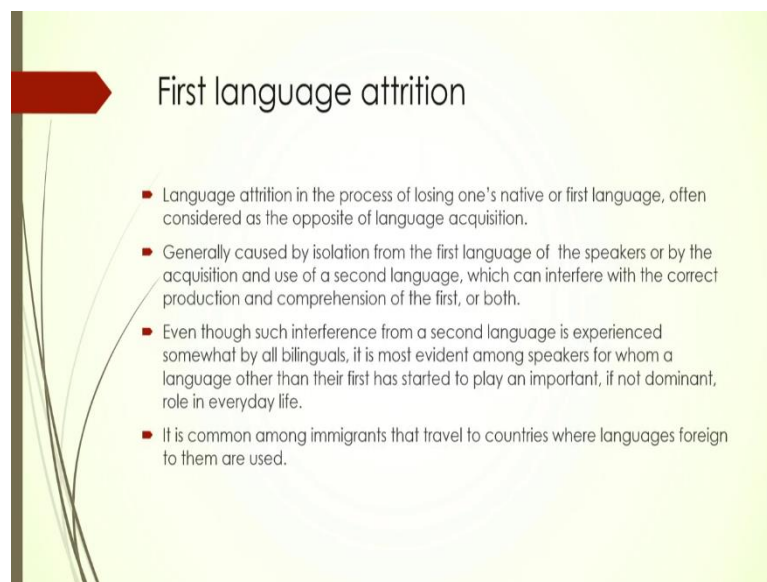 First language attrition
Language attrition in the process of losing one's native or first language, often
considered as the opposite of language acquisition.
Generally caused by isolation from the first language of the speakers or by the
acquisition and use of a second language, which can interfere with the correct
production and comprehension of the first, or both.
Even though such interference from a second language is experienced
somewhat by all bilinguals, it is most evident among speakers for whom a
language other than their first has started to play an important, if not dominant,
role in everyday life.
It is common among immigrants that travel to countries where languages foreign
to them are used.